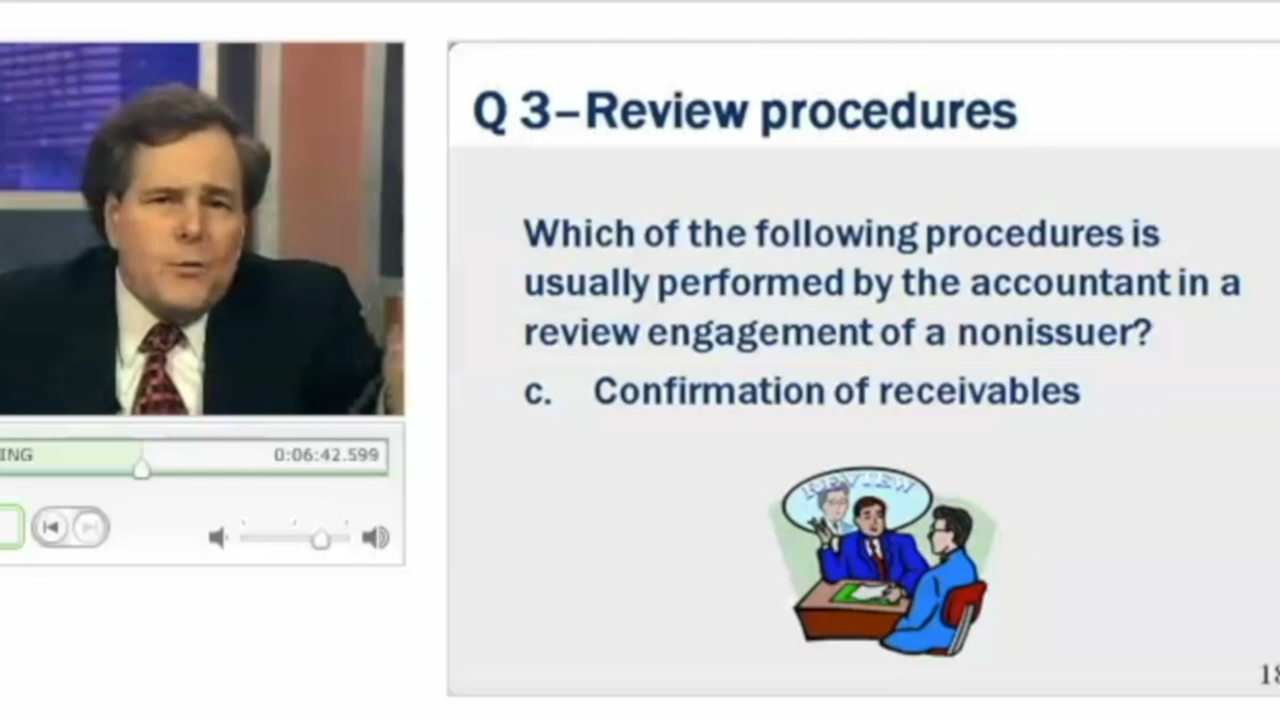 Q 3–Review procedures
Which of the following procedures is
usually performed by the accountant in a
review engagement of a nonissuer?
c. Confirmation of receivables
REVIEW
ING
0:06:42.599
18